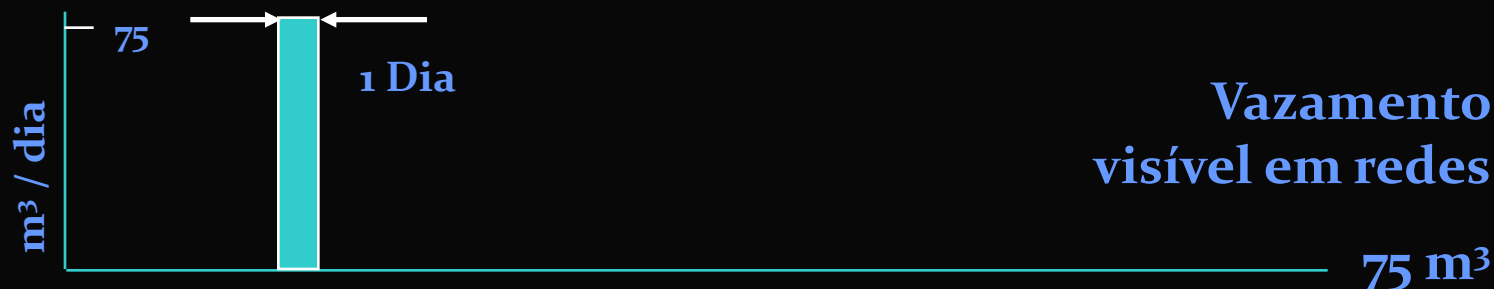 75
1 Dia
m³ / dia
Vazamento
visível em redes
75 m³